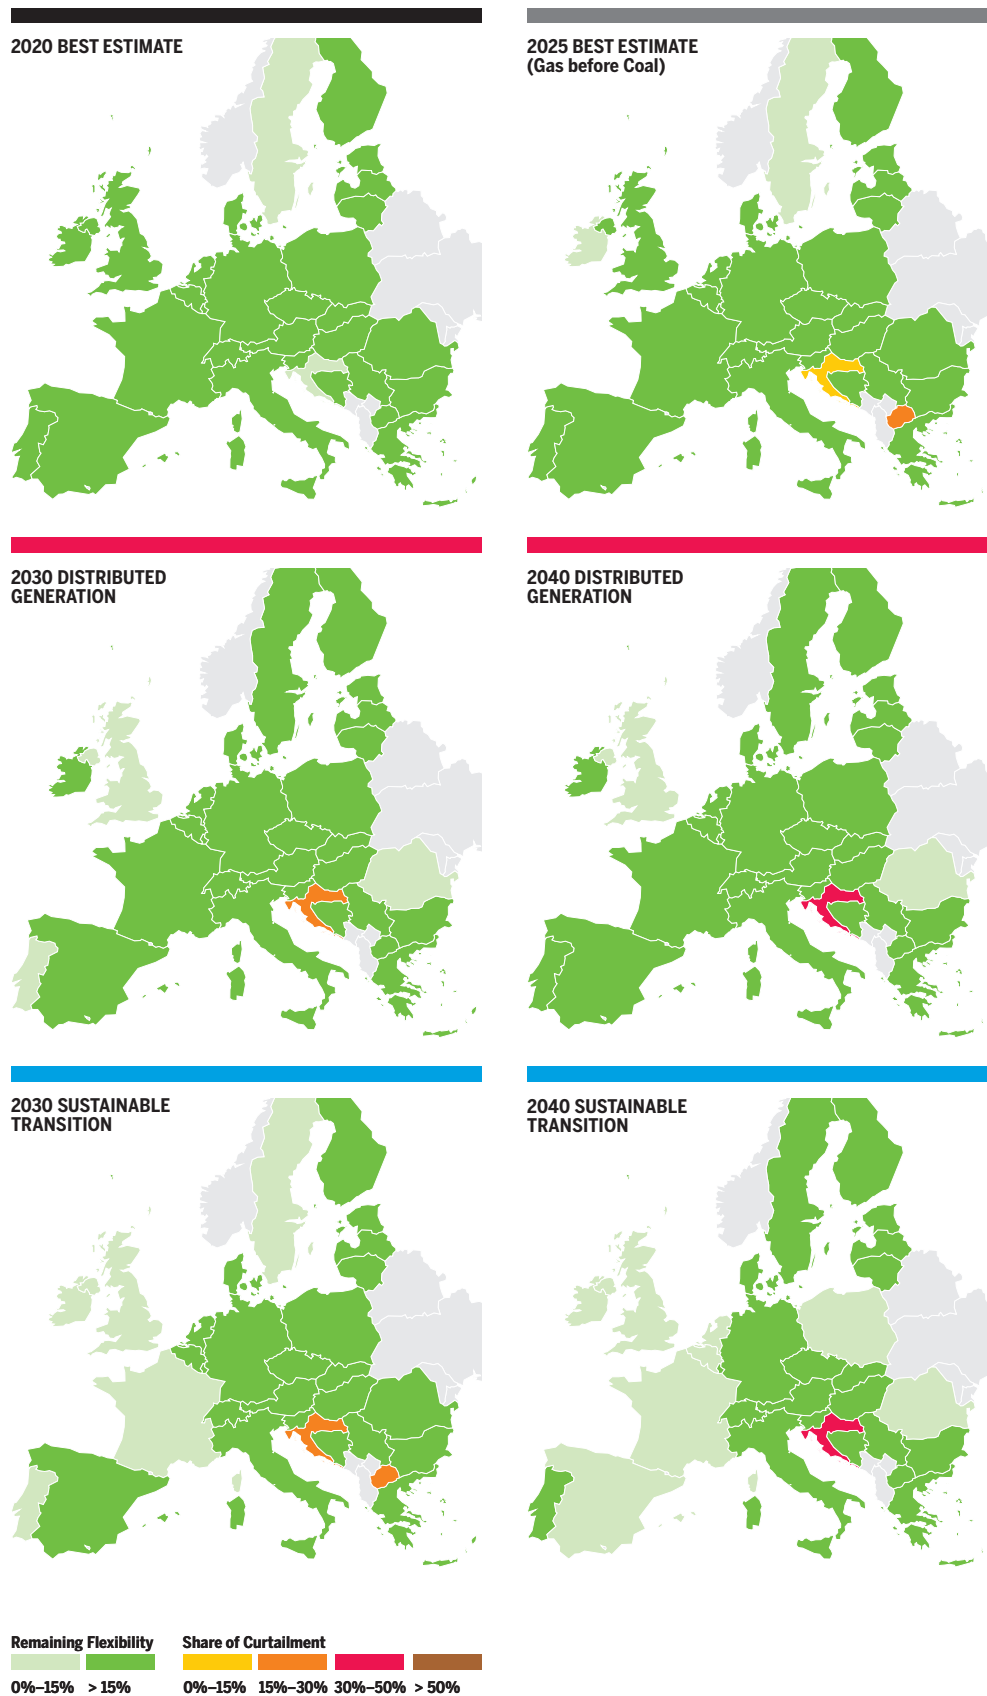 2020 BEST ESTIMATE
2025 BEST ESTIMATE
(Gas before Coal)
2030 DISTRIBUTED
GENERATION
2040 DISTRIBUTED
GENERATION
2030 SUSTAINABLE
TRANSITION
2040 SUSTAINABLE
TRANSITION
Remaining Flexibility
0%–15% > 15%
Share of Curtailment
0%–15% 15%–30% 30%–50% > 50%